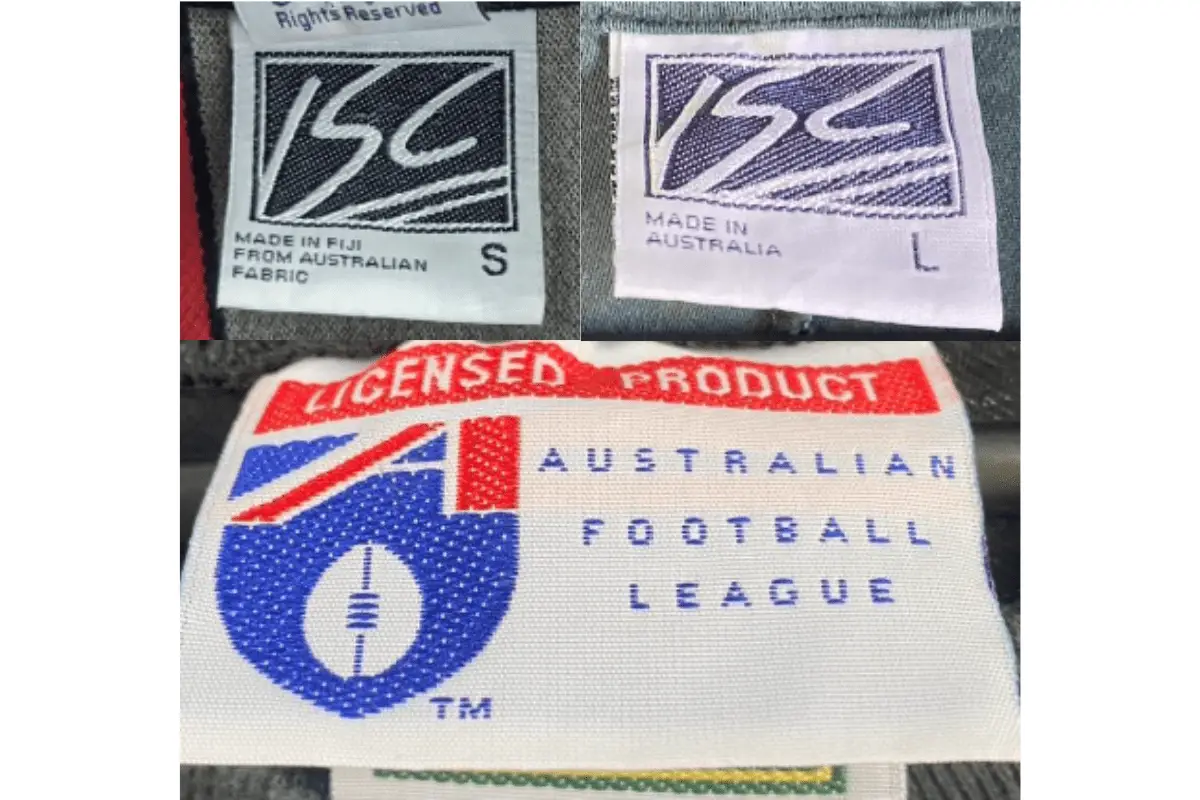 Rights Reserved
ISC
MADE IN FIJI
FROM AUSTRALIAN
FABRIC
S
ISC
MADE IN
AUSTRALIA
L
LICENSED PRODUCT
AUSTRALIAN
FOOTBALL
LEAGUE
TM